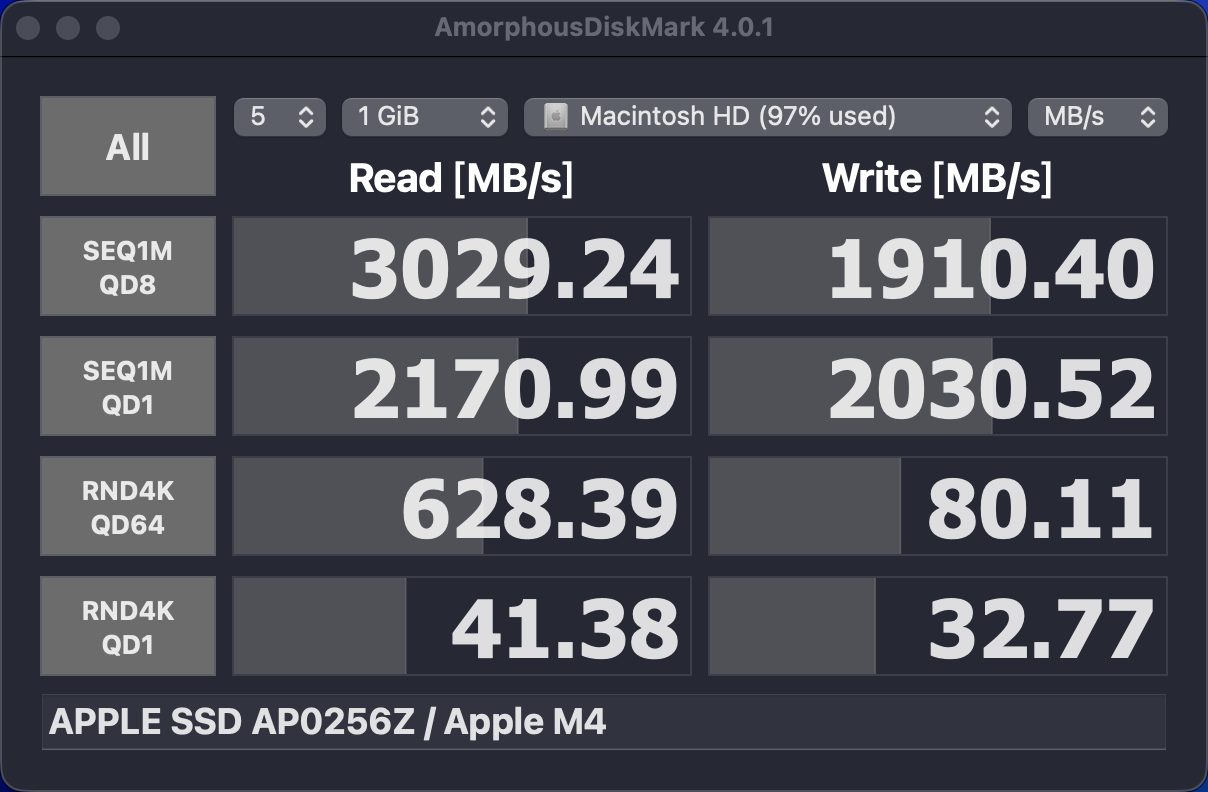 AmorphousDiskMark 4.0.1
All
5
1 GiB
Macintosh HD (97% used)
MB/s
Read [MB/s]
Write [MB/s]
SEQ1M
QD8
3029.24
1910.40
SEQ1M
QD1
2170.99
2030.52
RND4K
QD64
628.39
80.11
RND4K
QD1
41.38
32.77
APPLE SSD AP0256Z / Apple M4